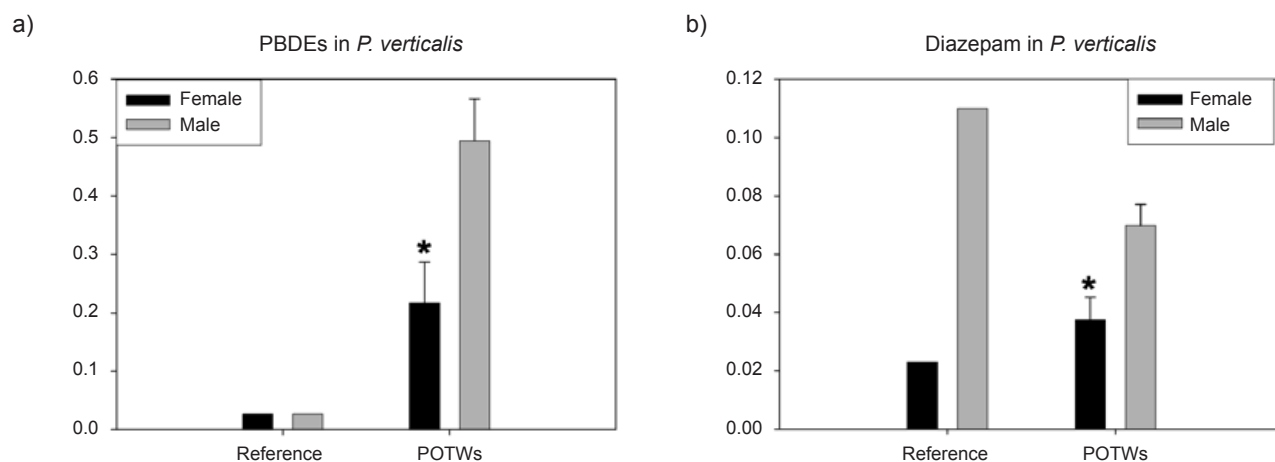 a)
PBDEs in P. verticalis
0.6
0.5
0.4
0.3
0.2
0.1
0.0
Female
Male
*
Reference
POTWs
b)
Diazepam in P. verticalis
0.12
0.10
0.08
0.06
0.04
0.02
0.00
Female
Male
*
Reference
POTWs